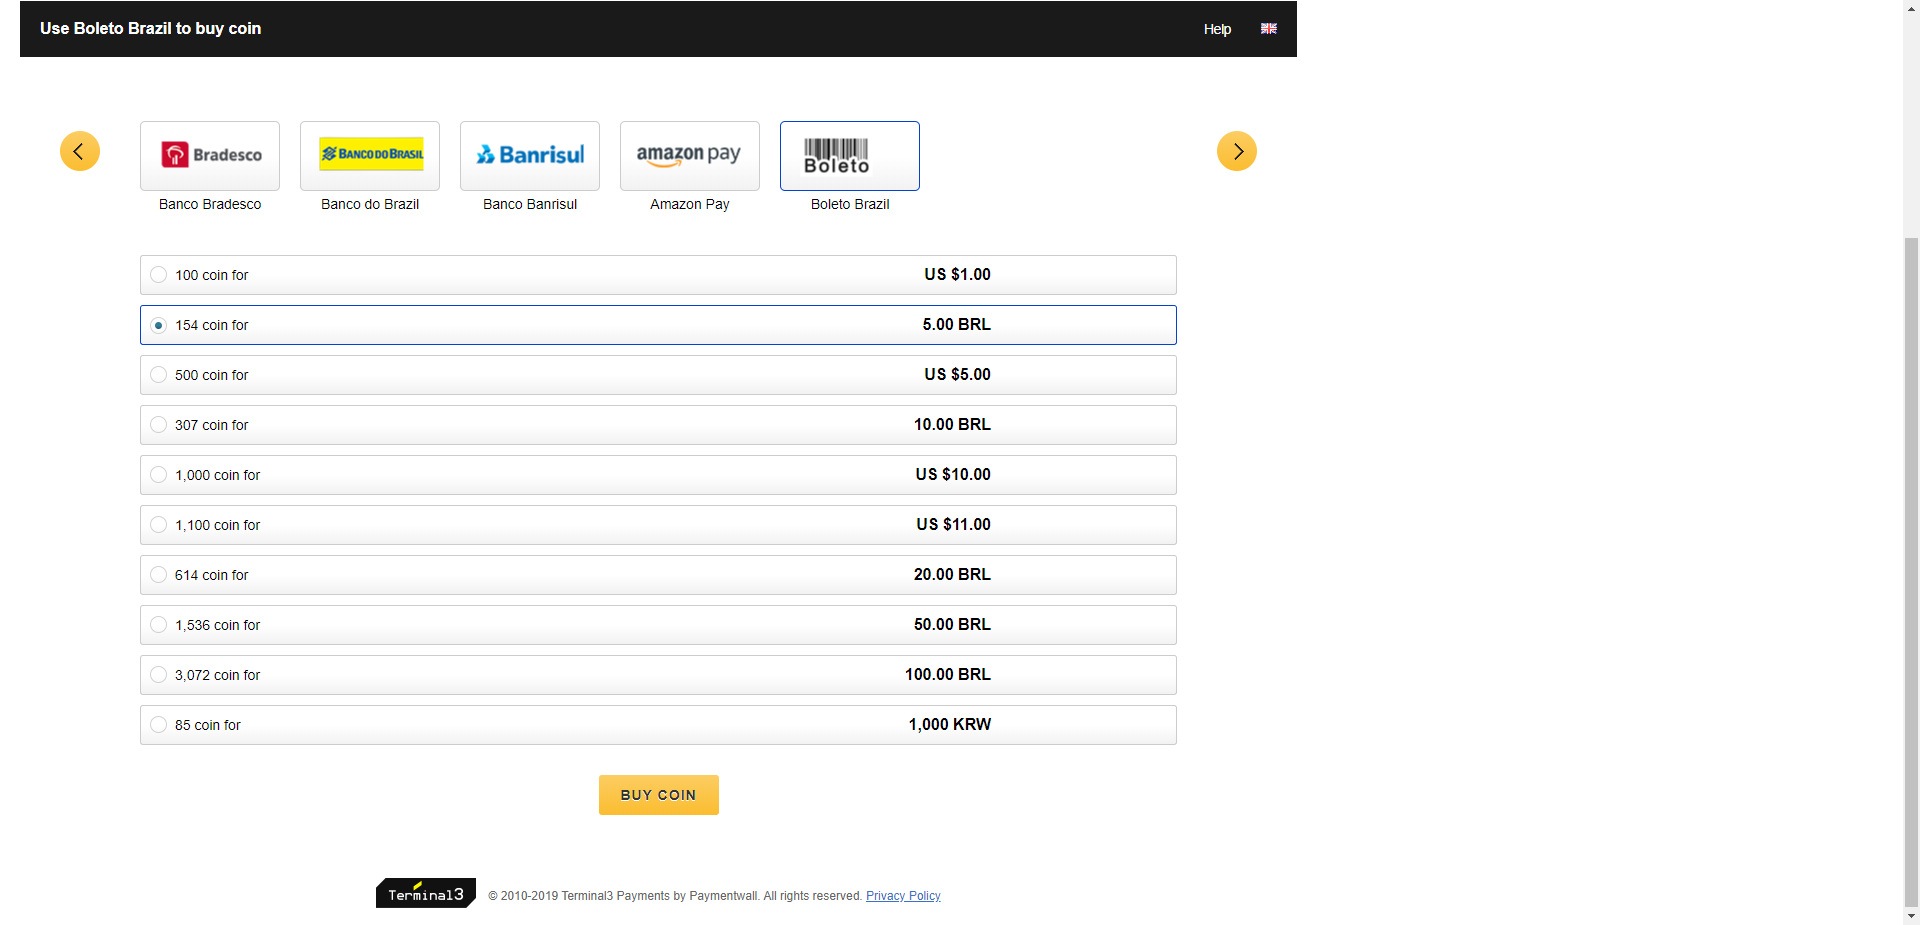 Use Boleto Brazil to buy coin
Help
Bradesco
BANCO DO BRASIL
Banrisul
amazon pay
Boleto
Banco Bradesco
Banco do Brazil
Banco Banrisul
Amazon Pay
Boleto Brazil
100 coin for US $1.00
154 coin for 5.00 BRL
500 coin for US $5.00
307 coin for 10.00 BRL
1,000 coin for US $10.00
1,100 coin for US $11.00
614 coin for 20.00 BRL
1,536 coin for 50.00 BRL
3,072 coin for 100.00 BRL
85 coin for 1,000 KRW
BUY COIN
Terminal3 © 2010-2019 Terminal3 Payments by Paymentwall. All rights reserved. Privacy Policy